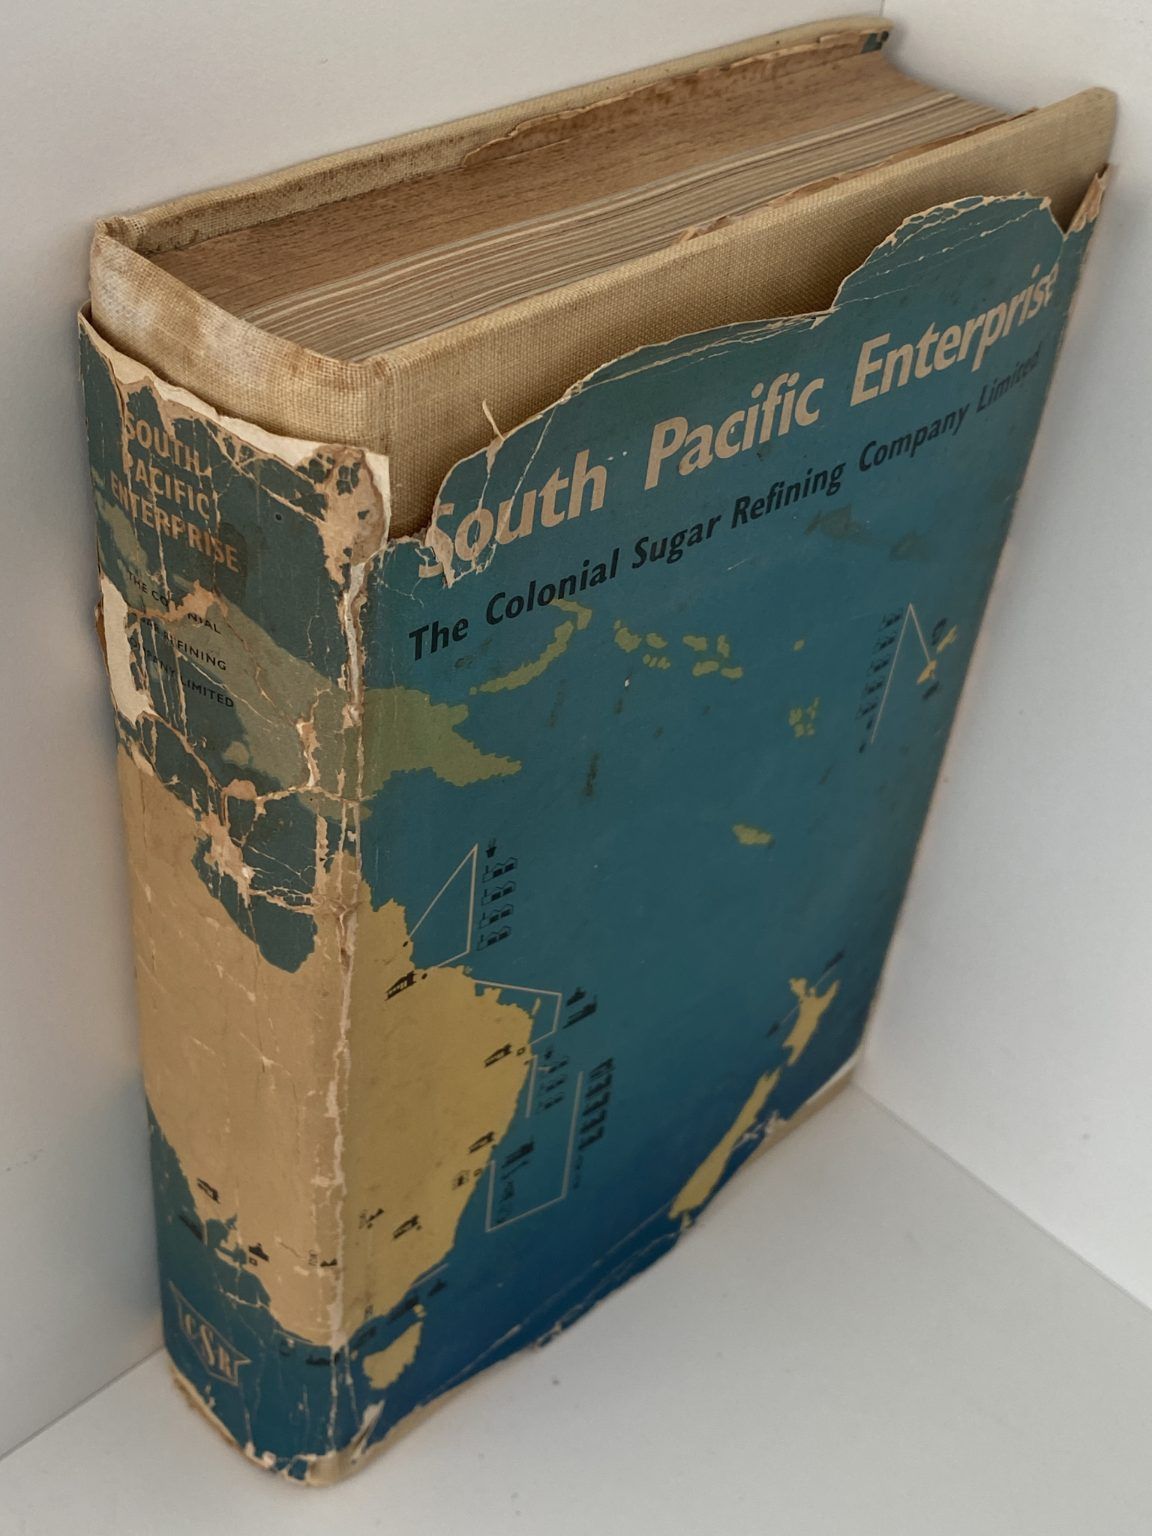 South Pacific Enterprise
The Colonial Sugar Refining Company Limited
SOUTH
PACIFIC
ENTERPRISE
THE COLONIAL
REFINING
LIMITED
CSR